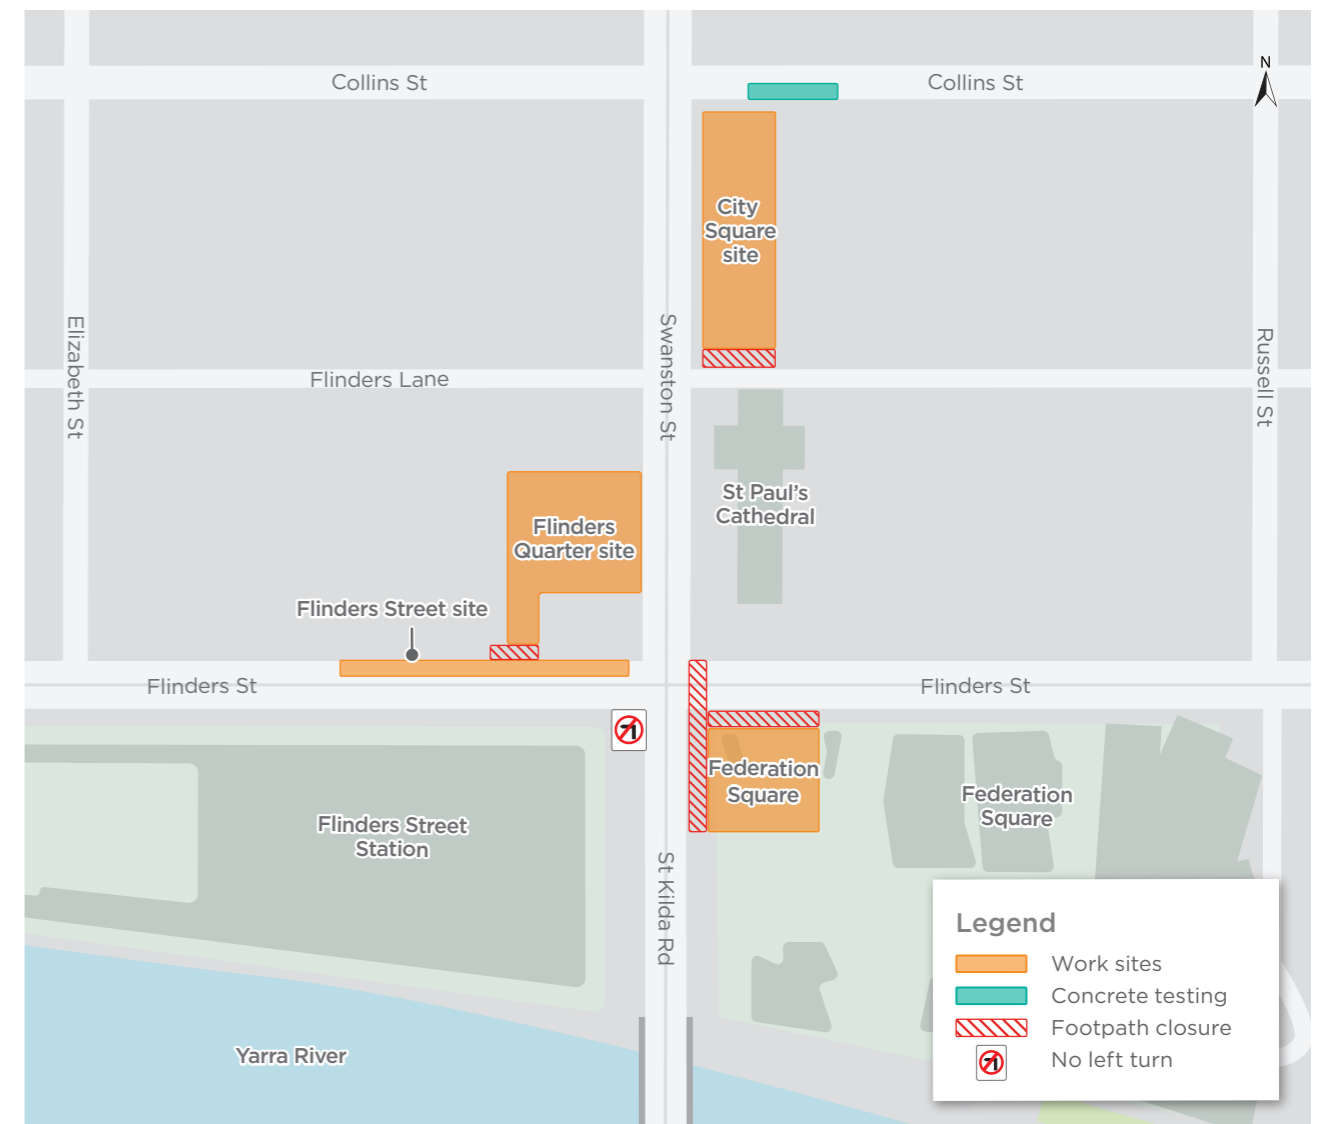 Collins St
Collins St
N
City
Square
site
Elizabeth St
Swanston St
Russell St
Flinders Lane
St Paul's
Cathedral
Flinders
Quarter site
Flinders Street site
Flinders St
Flinders St
Federation
Square
Federation
Square
Flinders Street
Station
St Kilda Rd
Yarra River
Legend
Work sites
Concrete testing
Footpath closure
No left turn